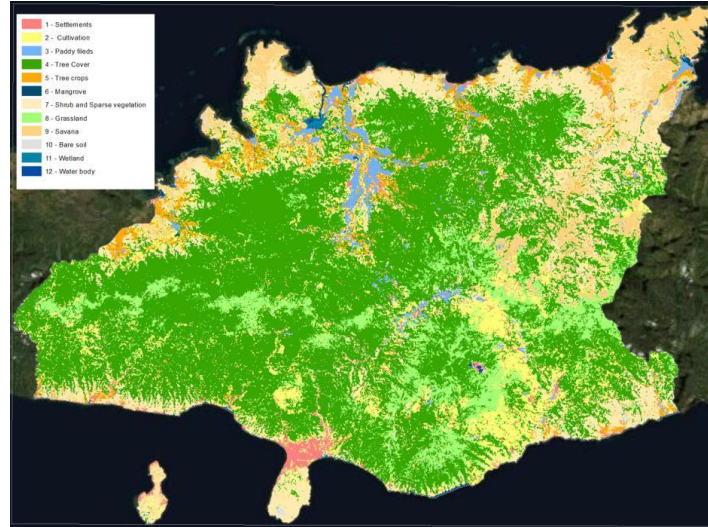 1 - Settlements
2 - Cultivation
3 - Paddy fileds
4 - Tree Cover
5 - Tree crops
6 - Mangrove
7 - Shrub and Sparse vegetation
8 - Grassland
9 - Savana
10 - Bare soil
11 - Wetland
12 - Water body